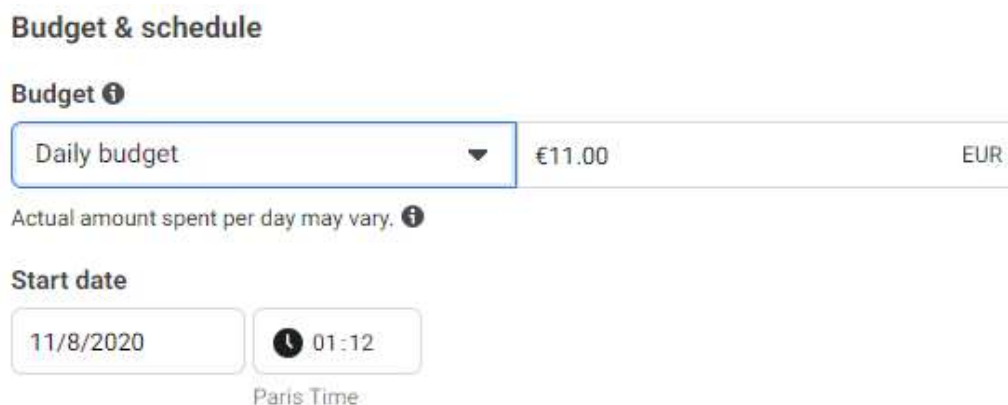 Budget & schedule
Budget
Daily budget €11.00 EUR
Actual amount spent per day may vary.
Start date
11/8/2020 01:12
Paris Time